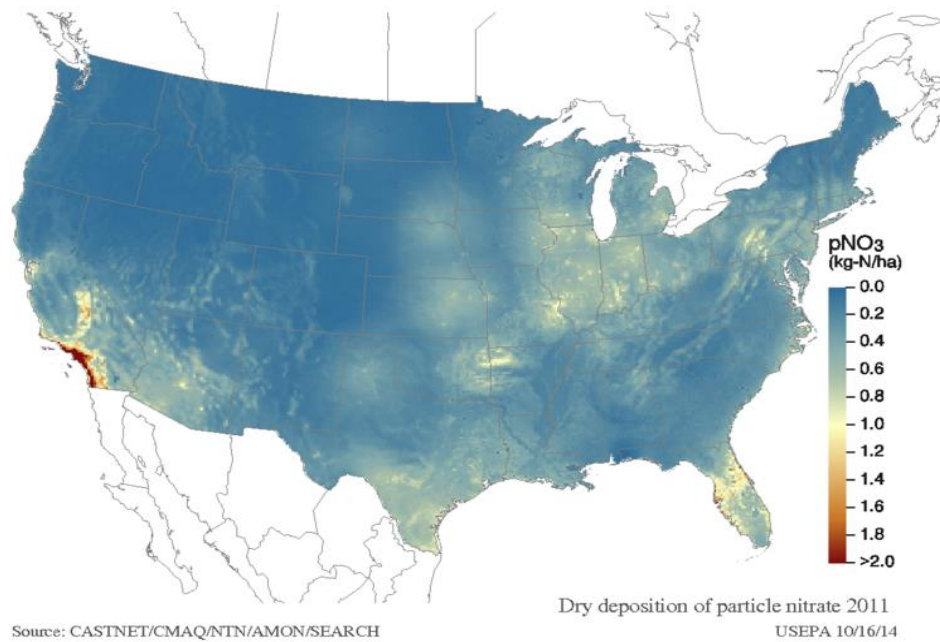 pNO₃
(kg-N/ha)
0.0
0.2
0.4
0.6
0.8
1.0
1.2
1.4
1.6
1.8
>2.0
Dry deposition of particle nitrate 2011
Source: CASTNET/CMAQ/NTN/AMON/SEARCH
USEPA 10/16/14